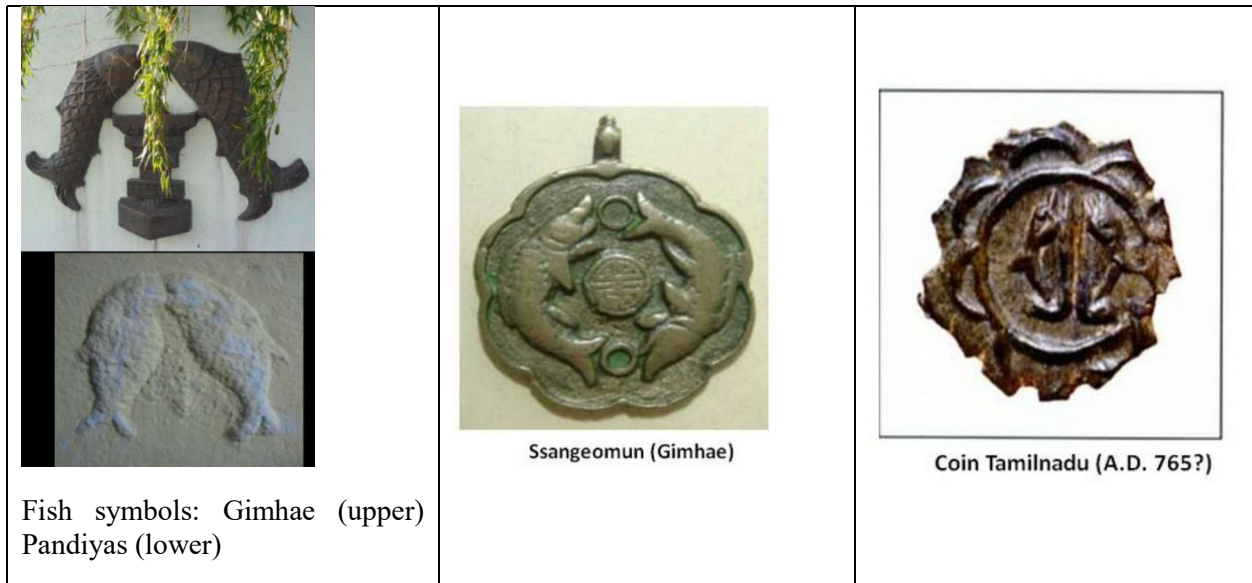 Fish symbols: Gimhae (upper)
Pandiyas (lower)
Ssangeomun (Gimhae)
Coin Tamilnadu (A.D. 765?)